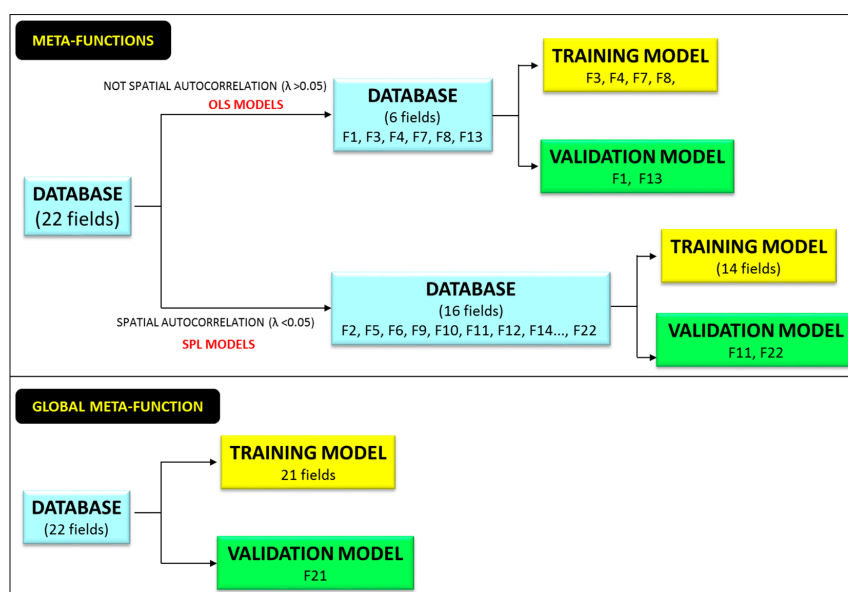 META-FUNCTIONS
NOT SPATIAL AUTOCORRELATION (λ >0.05)
OLS MODELS
DATABASE
(6 fields)
F1, F3, F4, F7, F8, F13
TRAINING MODEL
F3, F4, F7, F8,
VALIDATION MODEL
F1, F13
DATABASE
(22 fields)
SPATIAL AUTOCORRELATION (λ <0.05)
SPL MODELS
DATABASE
(16 fields)
F2, F5, F6, F9, F10, F11, F12, F14..., F22
TRAINING MODEL
(14 fields)
VALIDATION MODEL
F11, F22
GLOBAL META-FUNCTION
DATABASE
(22 fields)
TRAINING MODEL
21 fields
VALIDATION MODEL
F21